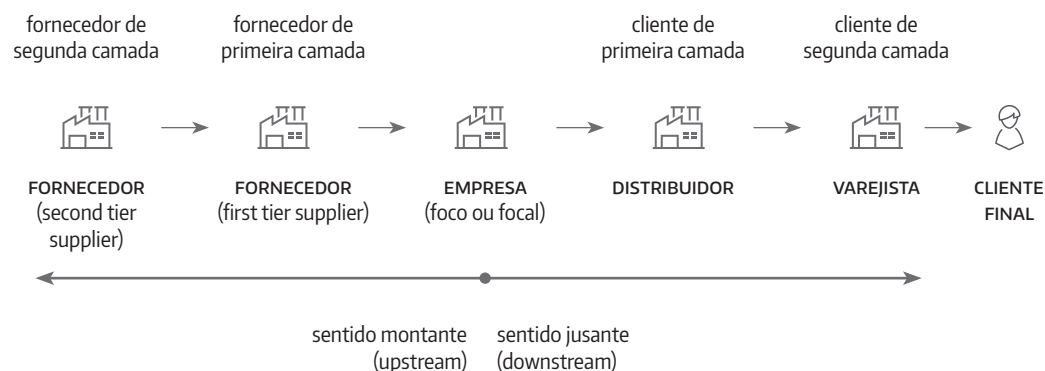 fornecedor de
segunda camada
fornecedor de
primeira camada
cliente de
primeira camada
cliente de
segunda camada
FORNECEDOR
(second tier
supplier)
FORNECEDOR
(first tier supplier)
EMPRESA
(foco ou focal)
DISTRIBUIDOR
VAREJISTA
CLIENTE
FINAL
sentido montante
(upstream)
sentido jusante
(downstream)